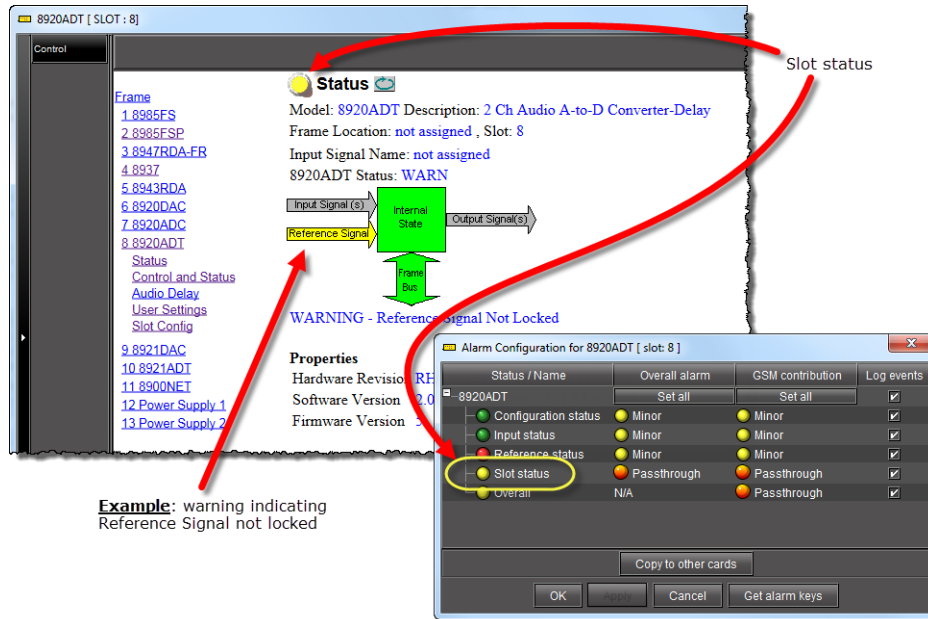 8920ADT [ SLOT : 8]
Control
Slot status
Frame
1 8985FS
2 8985FSP
3 8947RDA-FR
4 8937
5 8943RDA
6 8920DAC
7 8920ADC
8 8920ADT
Status
Control and Status
Audio Delay
User Settings
Slot Config
9 8921DAC
10 8921ADT
11 8900NET
12 Power Supply 1
13 Power Supply 2
Status
Model: 8920ADT Description: 2 Ch Audio A-to-D Converter-Delay
Frame Location: not assigned , Slot: 8
Input Signal Name: not assigned
8920ADT Status: WARN
Input Signal (s)
Internal
State
Output Signal(s)
Reference Signal
Frame
Bus
WARNING - Reference Signal Not Locked
Properties
Hardware Revision RH
Software Version 2.0
Firmware Version
Alarm Configuration for 8920ADT [ slot: 8 ]
Status / Name Overall alarm GSM contribution Log events
8920ADT Set all Set all
Configuration status Minor Minor
Input status Minor Minor
Reference status Minor Minor
Slot status Passthrough Passthrough
Overall N/A Passthrough
Copy to other cards
OK Apply Cancel Get alarm keys
Example: warning indicating
Reference Signal not locked